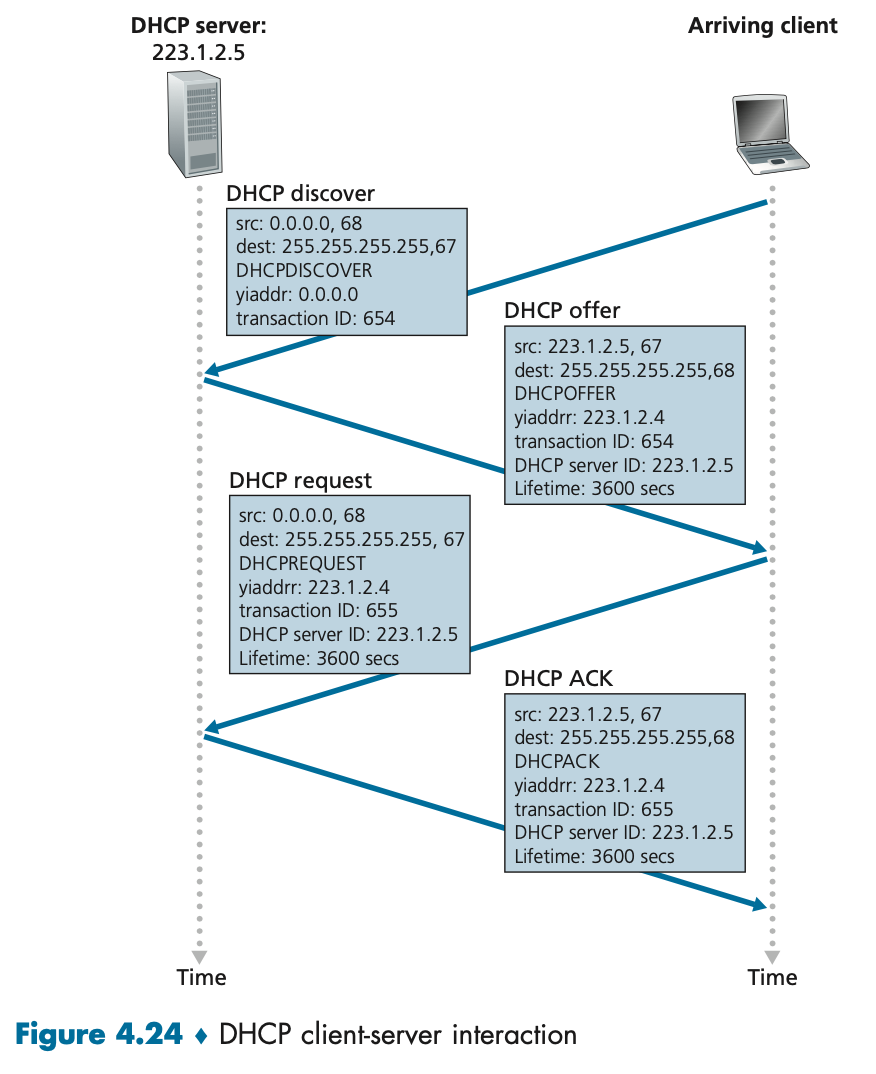 DHCP server:
223.1.2.5
Arriving client
DHCP discover
src: 0.0.0.0, 68
dest: 255.255.255.255,67
DHCPDISCOVER
yiaddr: 0.0.0.0
transaction ID: 654
DHCP offer
src: 223.1.2.5, 67
dest: 255.255.255.255,68
DHCPOFFER
yiaddrr: 223.1.2.4
transaction ID: 654
DHCP server ID: 223.1.2.5
Lifetime: 3600 secs
DHCP request
src: 0.0.0.0, 68
dest: 255.255.255.255, 67
DHCPREQUEST
yiaddrr: 223.1.2.4
transaction ID: 655
DHCP server ID: 223.1.2.5
Lifetime: 3600 secs
DHCP ACK
src: 223.1.2.5, 67
dest: 255.255.255.255,68
DHCPACK
yiaddrr: 223.1.2.4
transaction ID: 655
DHCP server ID: 223.1.2.5
Lifetime: 3600 secs
Time
Time
Figure 4.24 ♦ DHCP client-server interaction